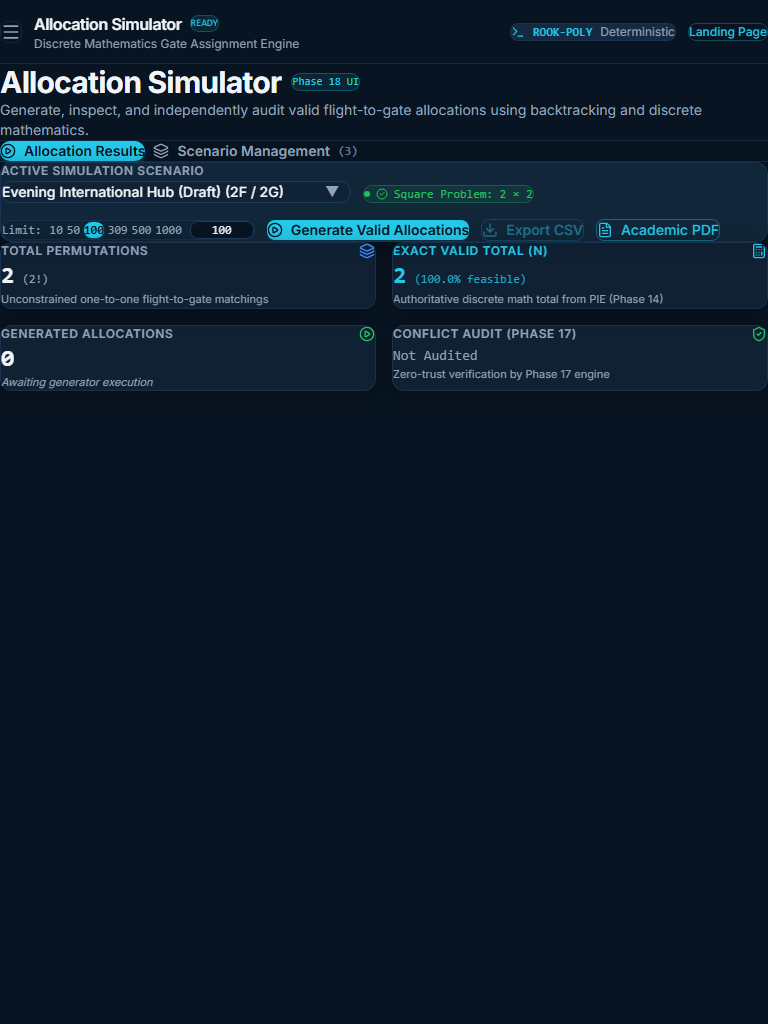 Allocation Simulator READY
Discrete Mathematics Gate Assignment Engine
ROOK-POLY Deterministic
Landing Page
Allocation Simulator Phase 18 UI
Generate, inspect, and independently audit valid flight-to-gate allocations using backtracking and discrete
mathematics.
Allocation Results Scenario Management (3)
ACTIVE SIMULATION SCENARIO
Evening International Hub (Draft) (2F / 2G) ▼ Square Problem: 2 × 2
Limit: 10 50 100 309 500 1000 100 Generate Valid Allocations Export CSV Academic PDF
TOTAL PERMUTATIONS
2 (2!)
Unconstrained one-to-one flight-to-gate matchings
EXACT VALID TOTAL (N)
2 (100.0% feasible)
Authoritative discrete math total from PIE (Phase 14)
GENERATED ALLOCATIONS
0
Awaiting generator execution
CONFLICT AUDIT (PHASE 17)
Not Audited
Zero-trust verification by Phase 17 engine